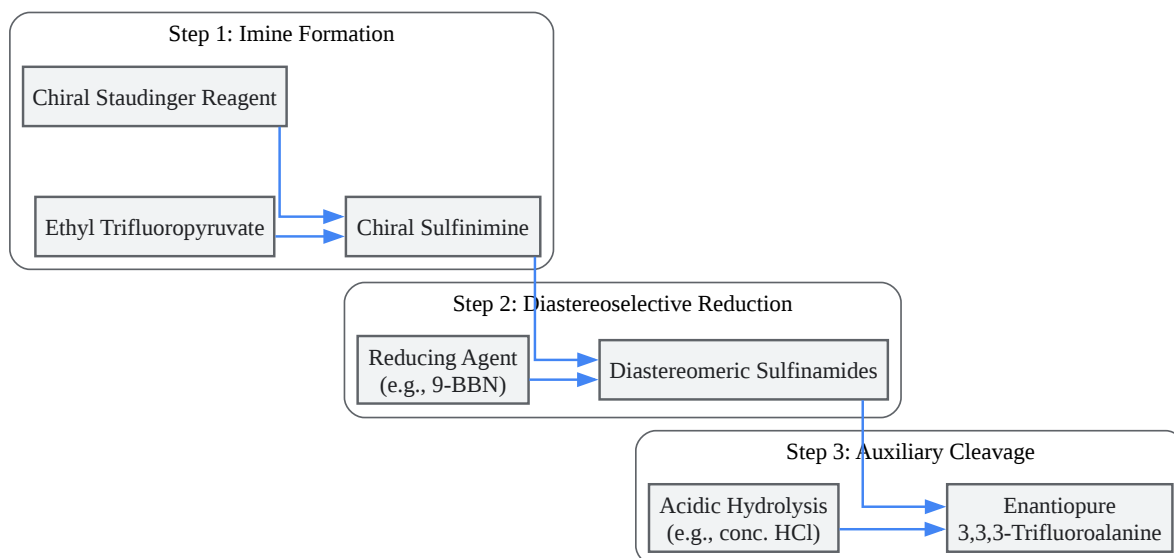 Step 1: Imine Formation
Chiral Staudinger Reagent
Ethyl Trifluoropyruvate
Chiral Sulfinimine
Step 2: Diastereoselective Reduction
Reducing Agent
(e.g., 9-BBN)
Diastereomeric Sulfinamides
Step 3: Auxiliary Cleavage
Acidic Hydrolysis
(e.g., conc. HCl)
Enantiopure
3,3,3-Trifluoroalanine